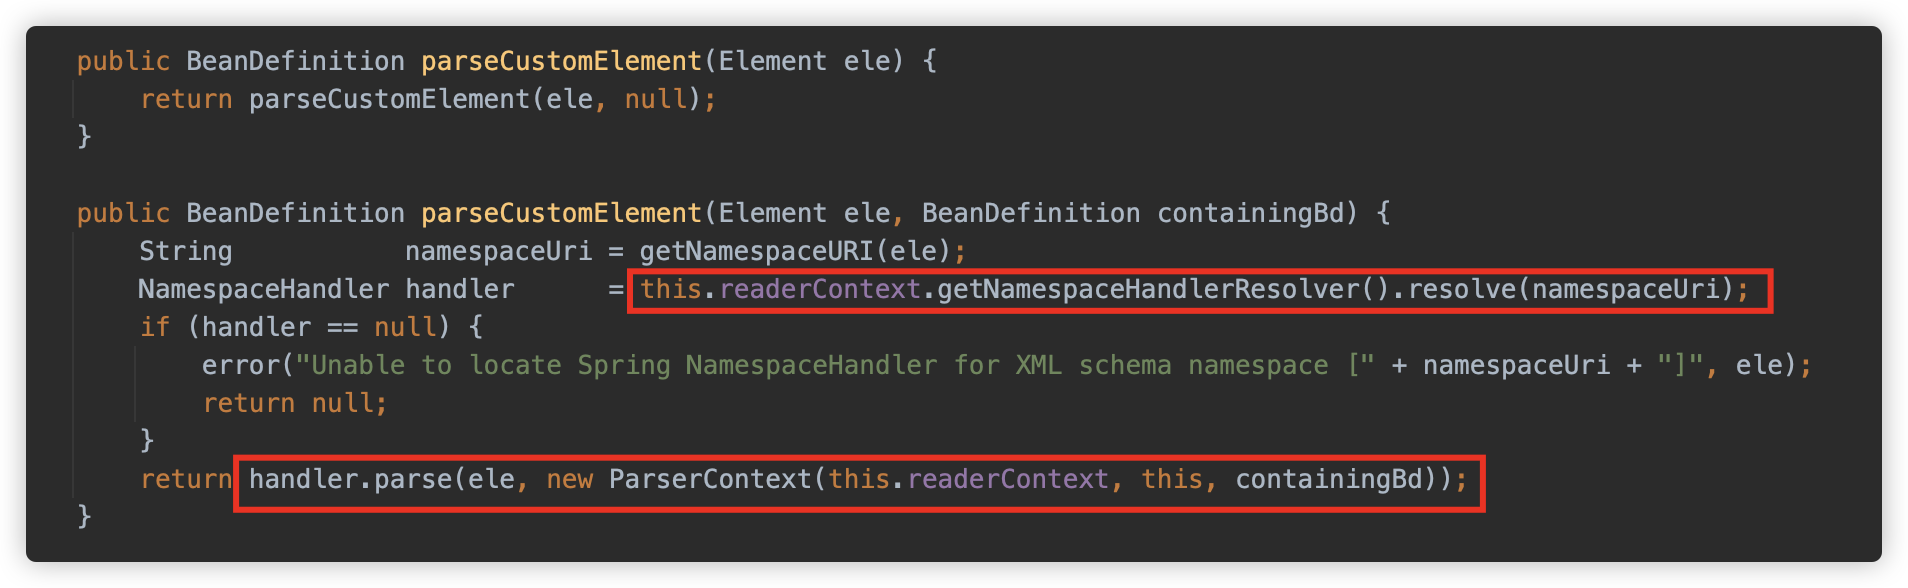 public BeanDefinition parseCustomElement(Element ele) {
    return parseCustomElement(ele, null);
}
public BeanDefinition parseCustomElement(Element ele, BeanDefinition containingBd) {
    String           namespaceUri = getNamespaceURI(ele);
    NamespaceHandler handler      = this.readerContext.getNamespaceHandlerResolver().resolve(namespaceUri);
    if (handler == null) {
        error("Unable to locate Spring NamespaceHandler for XML schema namespace [" + namespaceUri + "]", ele);
        return null;
    }
    return handler.parse(ele, new ParserContext(this.readerContext, this, containingBd));
}